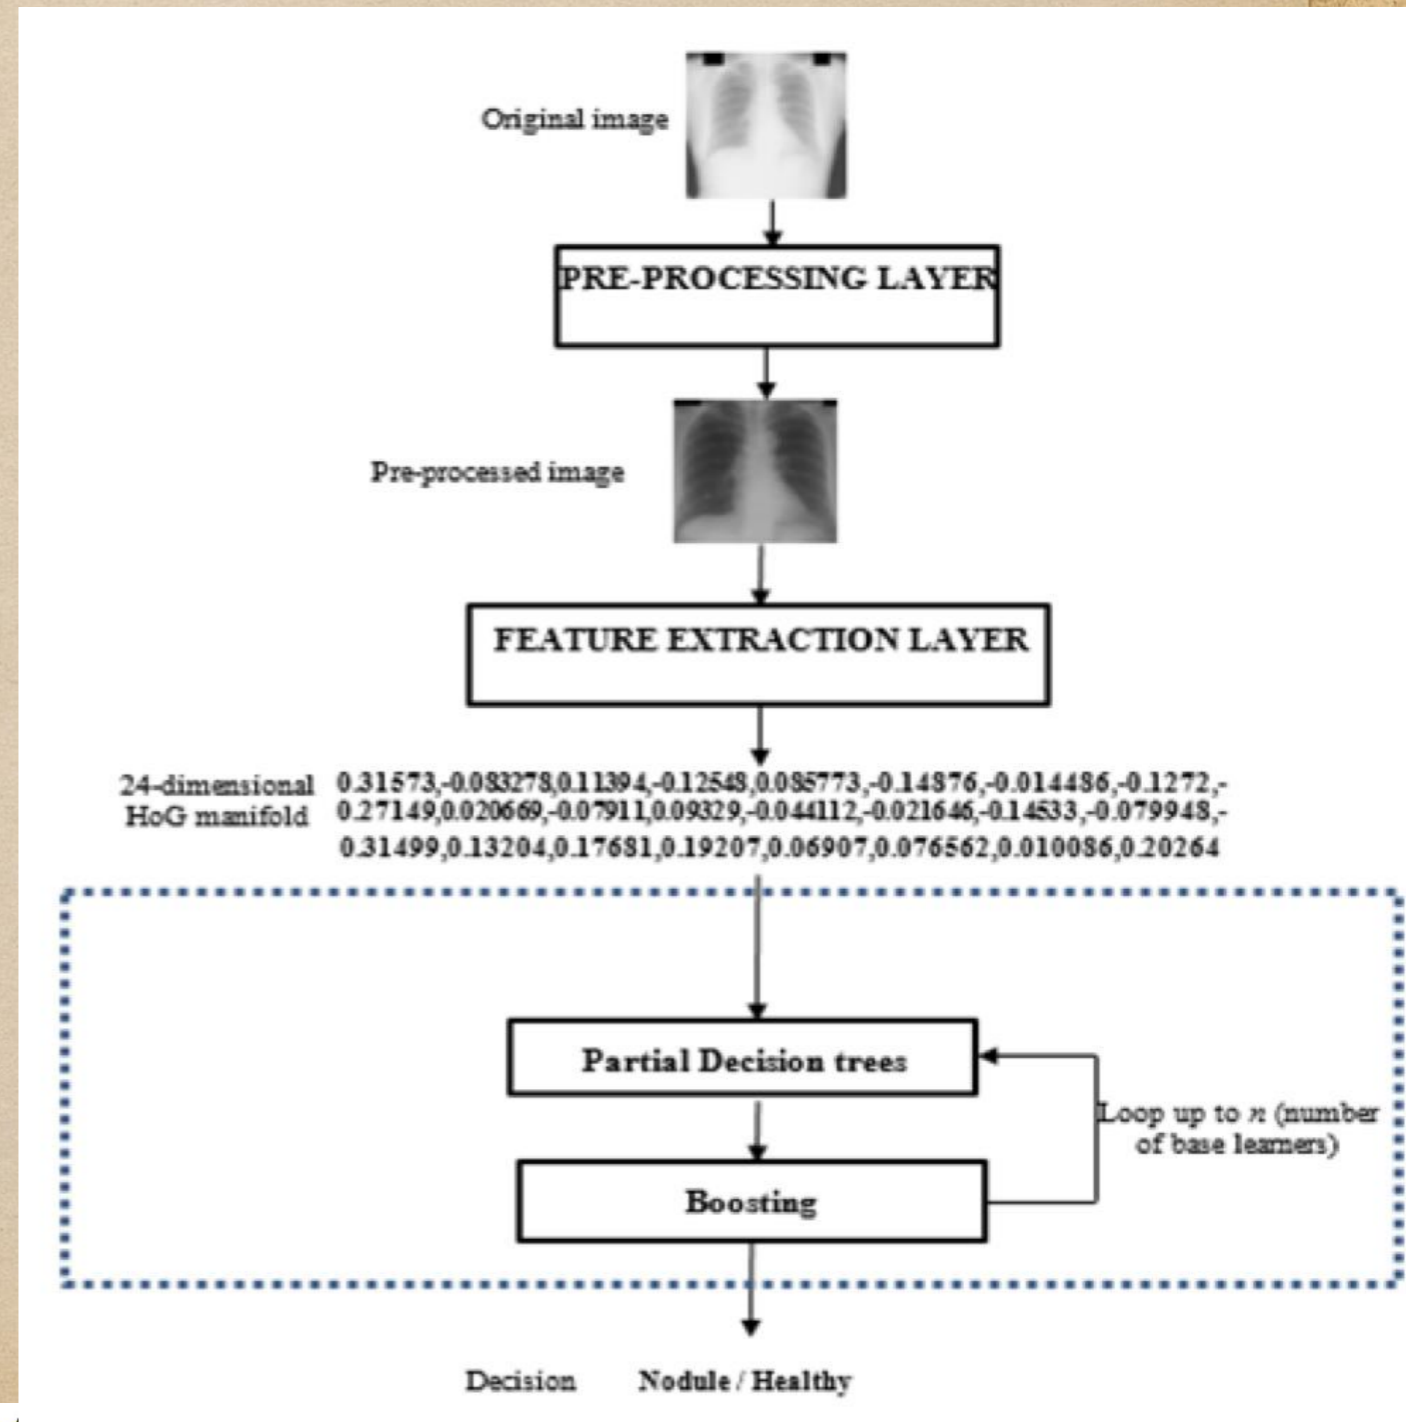 Original image
PRE-PROCESSING LAYER
Pre-processed image
FEATURE EXTRACTION LAYER
24-dimensional
HoG manifold
0.31573,-0.083278,0.11394,-0.12548,0.085773,-0.14876,-0.014486,-0.1272,-
0.27149,0.020669,-0.07911,0.09329,-0.044112,-0.021646,-0.14533,-0.079948,-
0.31499,0.13204,0.17681,0.19207,0.06907,0.076562,0.010086,0.20264
Partial Decision trees
Loop up to n (number
of base learners)
Boosting
Decision Nodule / Healthy